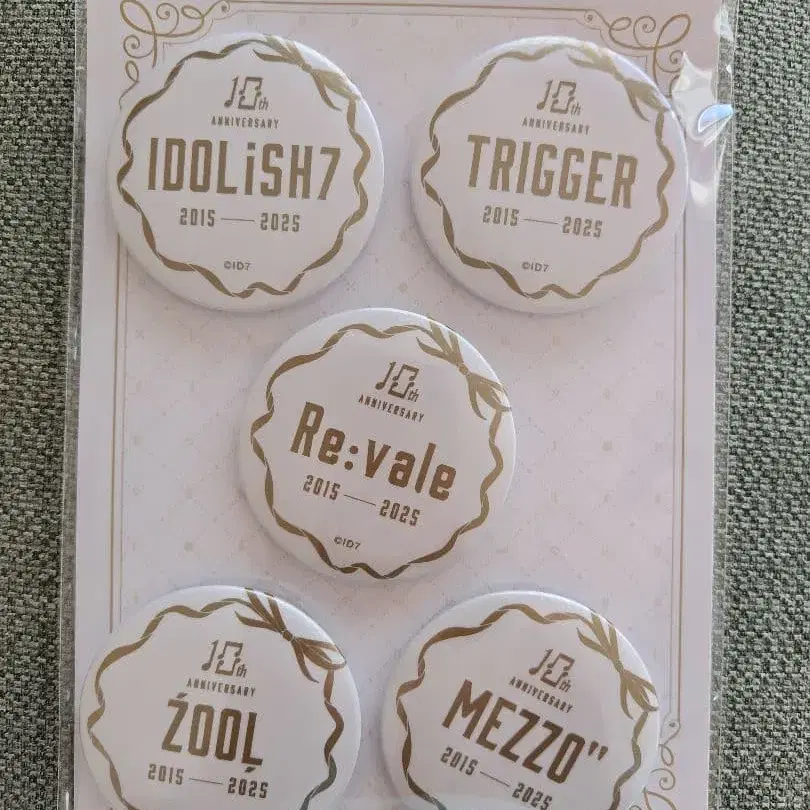 10th
ANNIVERSARY
IDOLiSH7
2015 — 2025
©ID7
10th
ANNIVERSARY
TRIGGER
2015 — 2025
©ID7
10th
ANNIVERSARY
Re:vale
2015 — 2025
©ID7
10th
ANNIVERSARY
ŹOOĻ
2015 — 2025
10th
ANNIVERSARY
MEZZO"
2015 — 2025